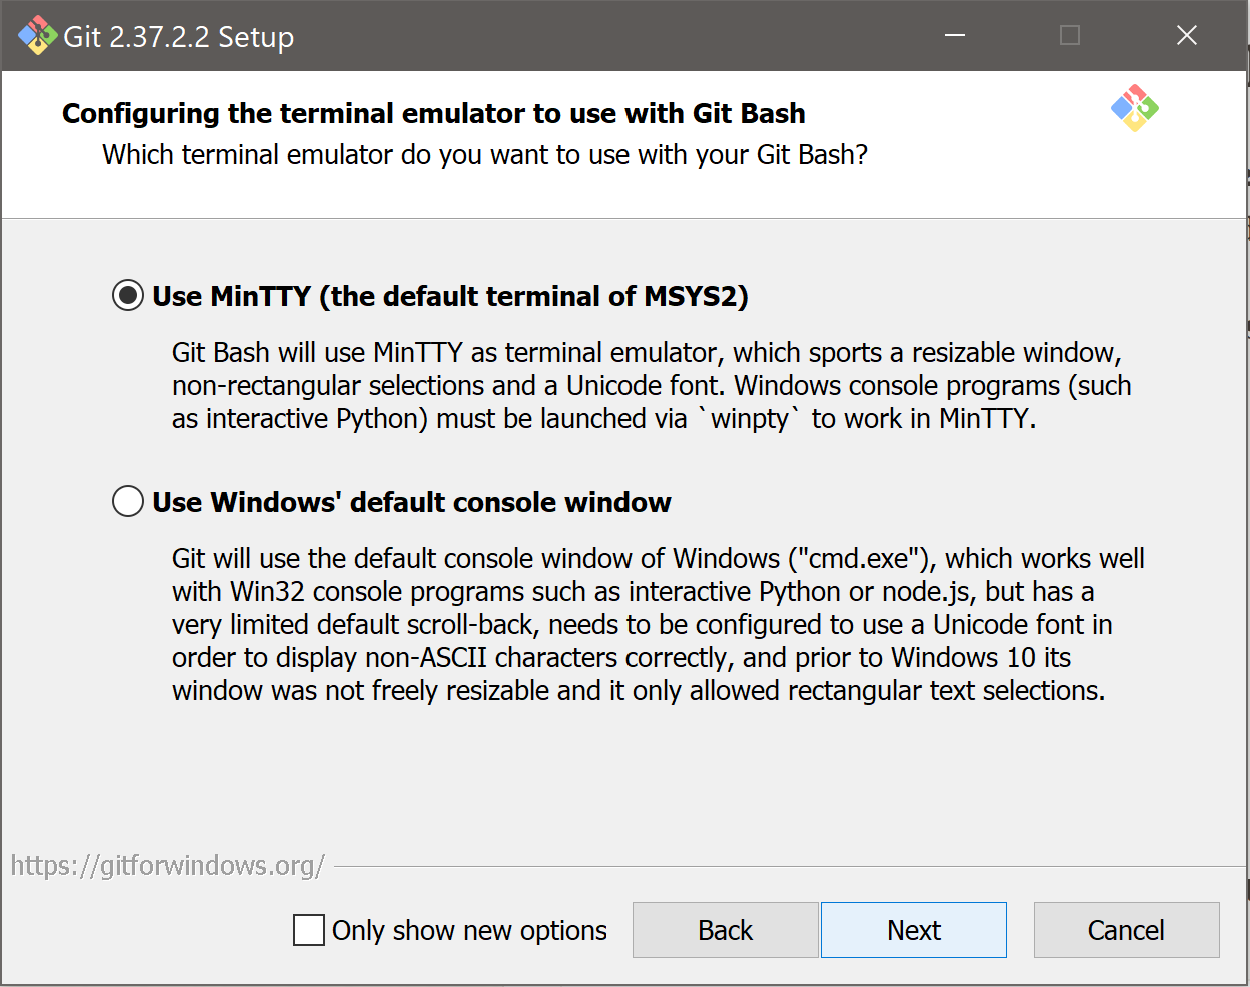 Git 2.37.2.2 Setup
Configuring the terminal emulator to use with Git Bash
Which terminal emulator do you want to use with your Git Bash?
Use MinTTY (the default terminal of MSYS2)
Git Bash will use MinTTY as terminal emulator, which sports a resizable window,
non-rectangular selections and a Unicode font. Windows console programs (such
as interactive Python) must be launched via `winpty` to work in MinTTY.
Use Windows' default console window
Git will use the default console window of Windows ("cmd.exe"), which works well
with Win32 console programs such as interactive Python or node.js, but has a
very limited default scroll-back, needs to be configured to use a Unicode font in
order to display non-ASCII characters correctly, and prior to Windows 10 its
window was not freely resizable and it only allowed rectangular text selections.
https://gitforwindows.org/
Only show new options
Back
Next
Cancel